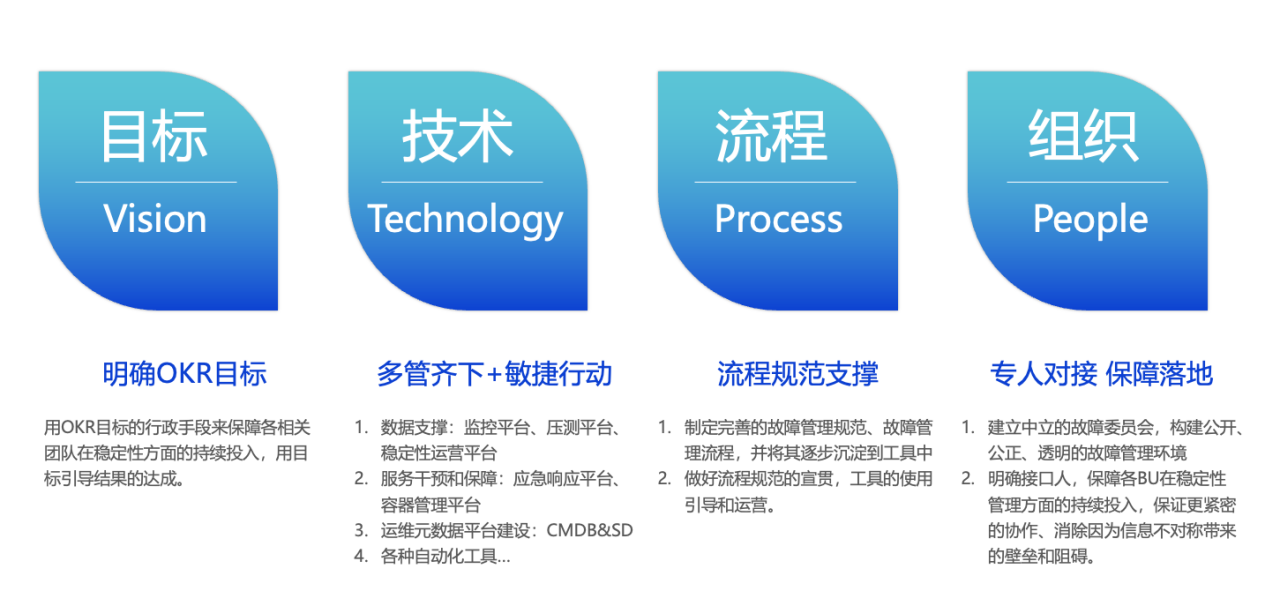 目标
Vision
明确OKR目标
用OKR目标的行政手段来保障各相关
团队在稳定性方面的持续投入，用目
标引导结果的达成。
技术
Technology
多管齐下+敏捷行动
1. 数据支撑：监控平台、压测平台、
稳定性运营平台
2. 服务干预和保障：应急响应平台、
容器管理平台
3. 运维元数据平台建设：CMDB&SD
4. 各种自动化工具...
流程
Process
流程规范支撑
1. 制定完善的故障管理规范、故障管
理流程，并将其逐步沉淀到工具中
2. 做好流程规范的宣贯，工具的使用
引导和运营。
组织
People
专人对接 保障落地
1. 建立中立的故障委员会，构建公开、
公正、透明的故障管理环境
2. 明确接口人，保障各BU在稳定性
管理方面的持续投入，保证更紧密
的协作、消除因为信息不对称带来
的壁垒和阻碍。